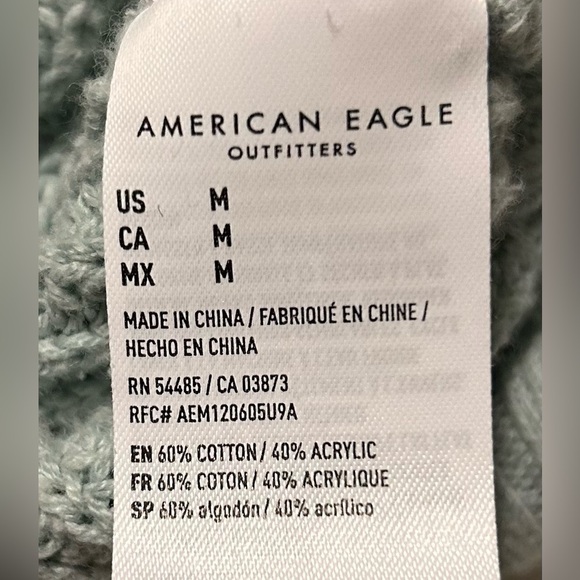 AMERICAN EAGLE
OUTFITTERS
US M
CA M
MX M
MADE IN CHINA / FABRIQUÉ EN CHINE /
HECHO EN CHINA
RN 54485 / CA 03873
RFC# AEM120605U9A
EN 60% COTTON / 40% ACRYLIC
FR 60% COTON / 40% ACRYLIQUE
SP 60% algodón / 40% acrílico